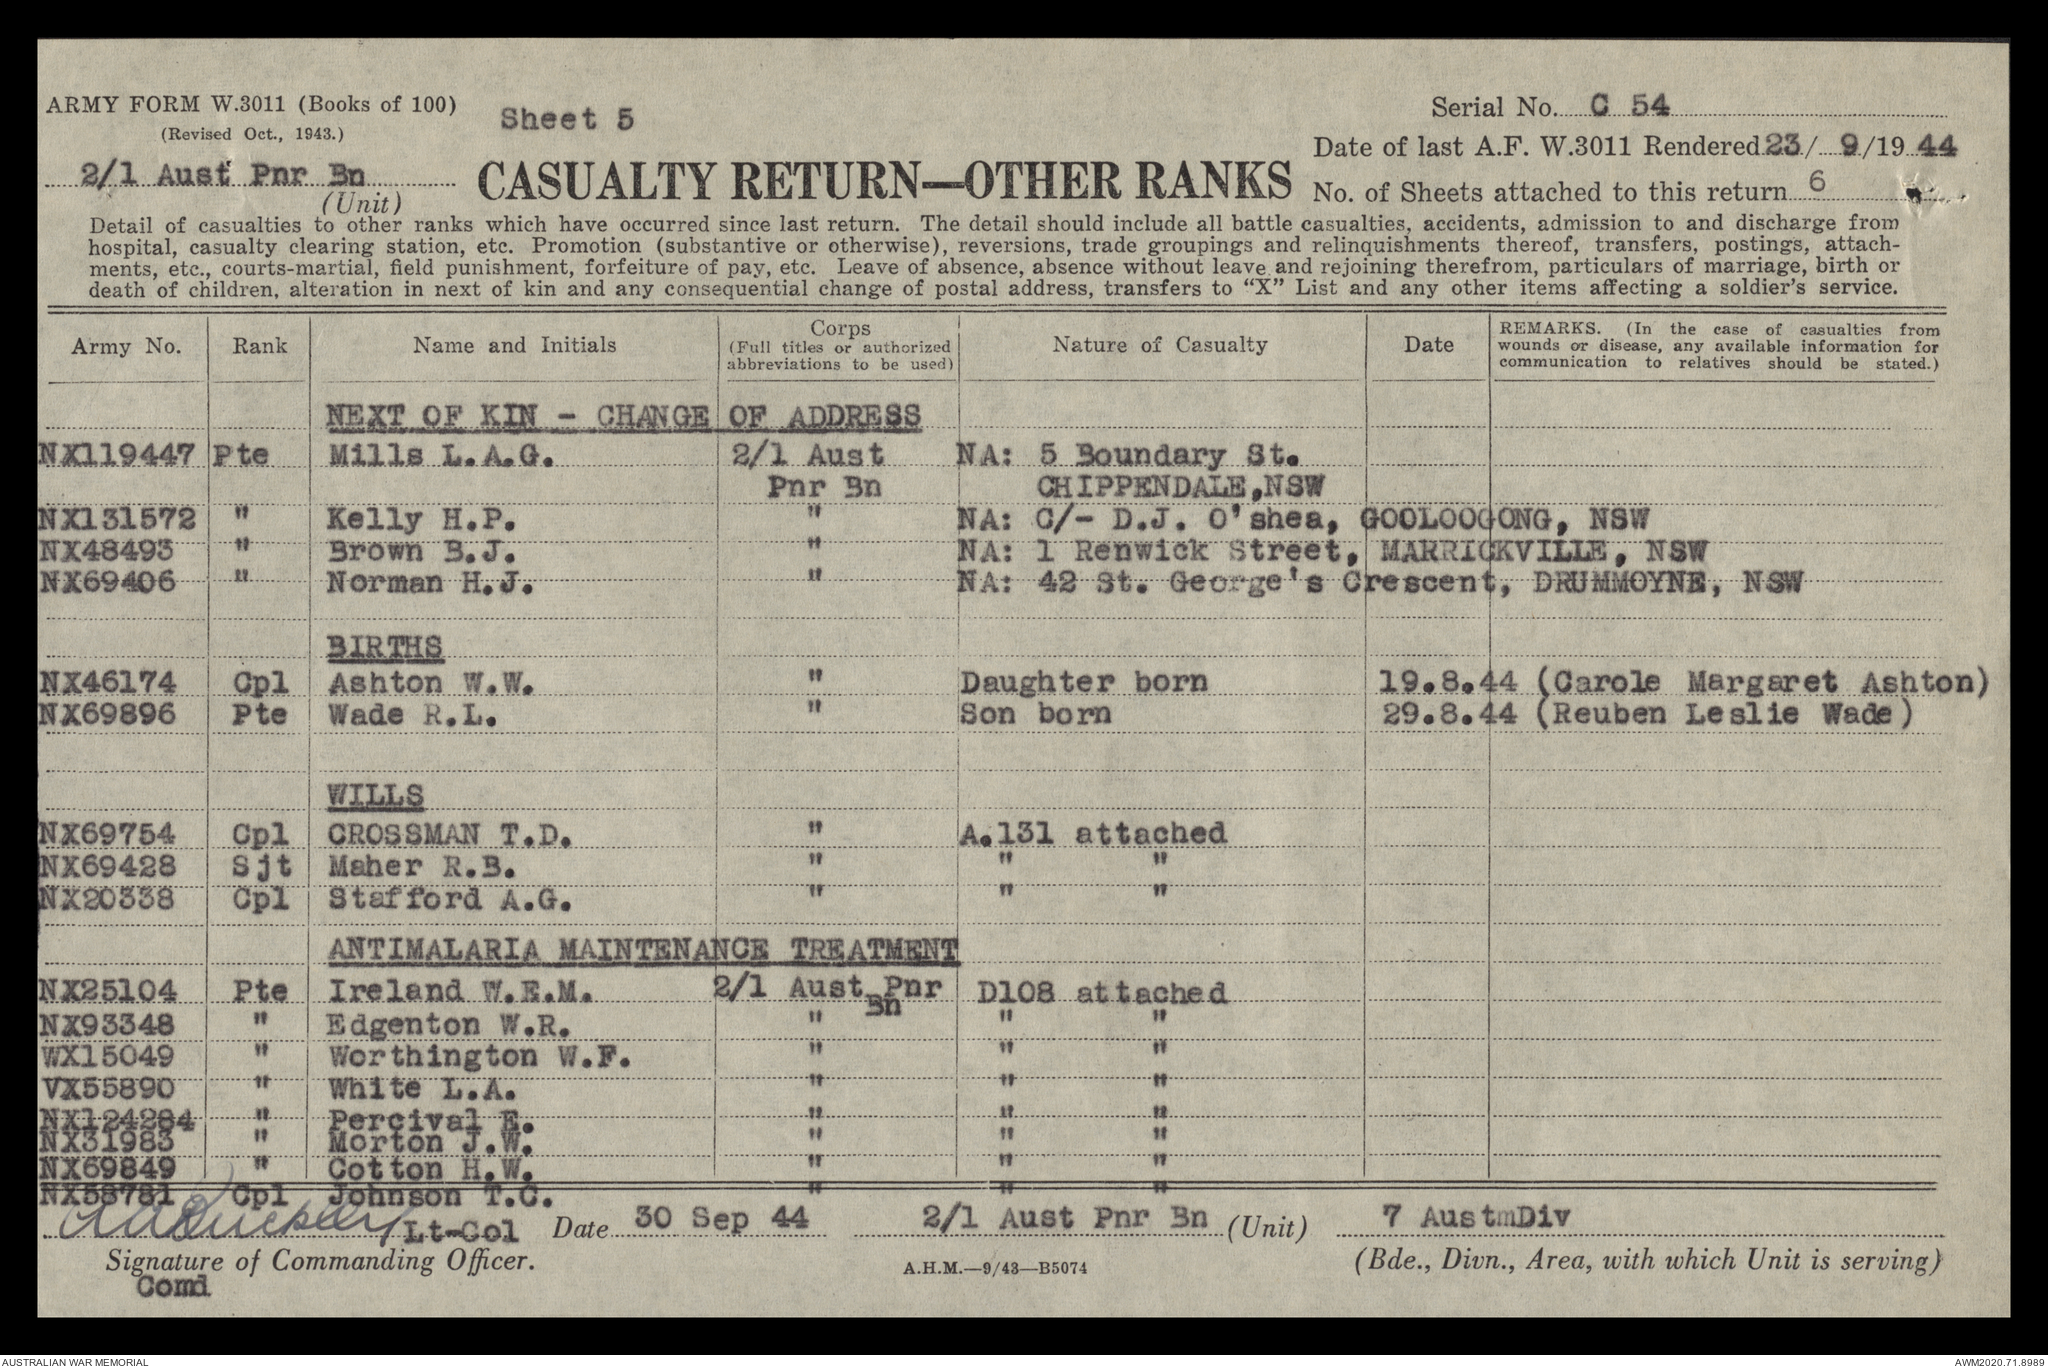 ARMY FORM W.3011 (Books of 100)
(Revised Oct., 1943.)
Sheet 5
Serial No. C 54
Date of last A.F. W.3011 Rendered 23/ 9/19 44
2/1 Aust Pnr Bn
(Unit)
CASUALTY RETURN—OTHER RANKS
No. of Sheets attached to this return 6
Detail of casualties to other ranks which have occurred since last return. The detail should include all battle casualties, accidents, admission to and discharge from
hospital, casualty clearing station, etc. Promotion (substantive or otherwise), reversions, trade groupings and relinquishments thereof, transfers, postings, attach-
ments, etc., courts-martial, field punishment, forfeiture of pay, etc. Leave of absence, absence without leave and rejoining therefrom, particulars of marriage, birth or
death of children, alteration in next of kin and any consequential change of postal address, transfers to “X” List and any other items affecting a soldier’s service.
Army No. Rank Name and Initials Corps (Full titles or authorized abbreviations to be used) Nature of Casualty Date REMARKS. (In the case of casualties from wounds or disease, any available information for communication to relatives should be stated.)
NEXT OF KIN - CHANGE OF ADDRESS
NX119447 Pte Mills L.A.G. 2/1 Aust NA: 5 Boundary St.
Pnr Bn CHIPPENDALE,NSW
NX131572 " Kelly H.P. " NA: C/- D.J. O'shea, GOOLOOGONG, NSW
NX48493 " Brown B.J. " NA: 1 Renwick Street, MARRICKVILLE, NSW
NX69406 " Norman H.J. " NA: 42 St. George's Crescent, DRUMMOYNE, NSW
BIRTHS
NX46174 Cpl Ashton W.W. " Daughter born 19.8.44 (Carole Margaret Ashton)
NX69896 Pte Wade R.L. " Son born 29.8.44 (Reuben Leslie Wade)
WILLS
NX69754 Cpl CROSSMAN T.D. " A.131 attached
NX69428 Sjt Maher R.B. " " "
NX20338 Cpl Stafford A.G. " " "
ANTIMALARIA MAINTENANCE TREATMENT
NX25104 Pte Ireland W.E.M. 2/1 Aust Pnr Bn D108 attached
NX93348 " Edgenton W.R. " " "
WX15049 " Worthington W.F. " " "
VX55890 " White L.A. " " "
NX124284 " Percival E. " " "
NX31983 " Morton J.W. " " "
NX69849 " Cotton H.W. " " "
NX58781 Cpl Johnson T.C. " " "
Lt-Col Date 30 Sep 44 2/1 Aust Pnr Bn (Unit) 7 AustmDiv
Signature of Commanding Officer. A.H.M.—9/43—B5074 (Bde., Divn., Area, with which Unit is serving)
Comd
AUSTRALIAN WAR MEMORIAL AWM2020.71.8989